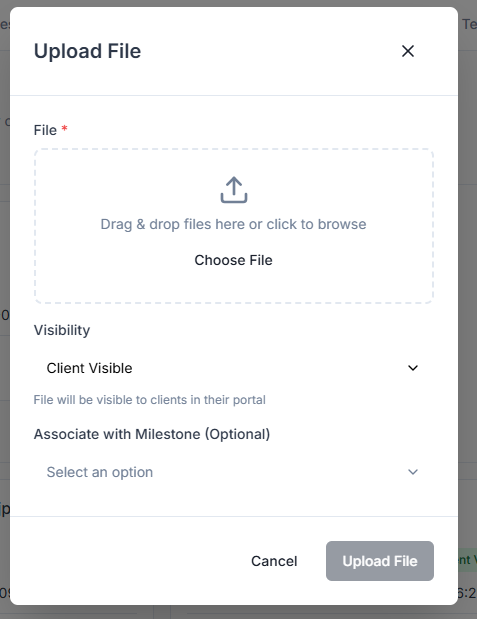 Upload File
File *
Drag & drop files here or click to browse
Choose File
Visibility
Client Visible
File will be visible to clients in their portal
Associate with Milestone (Optional)
Select an option
Cancel
Upload File